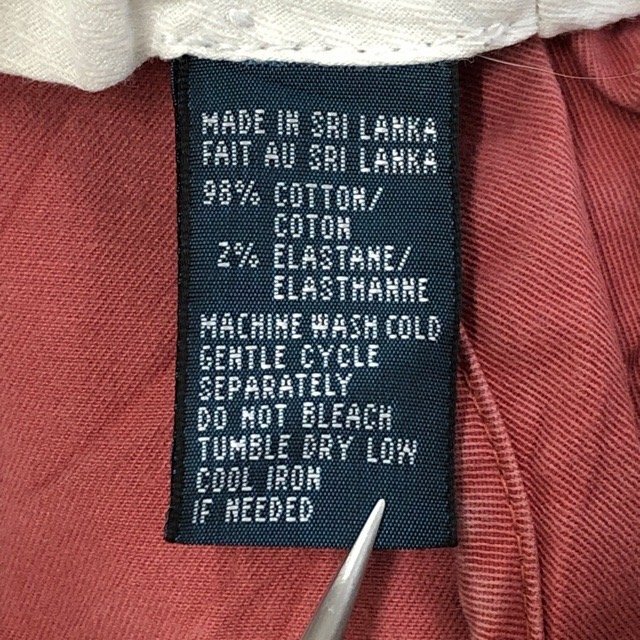 MADE IN SRI LANKA
FAIT AU SRI LANKA
98% COTTON/
COTON
2% ELASTANE/
ELASTHANNE
MACHINE WASH COLD
GENTLE CYCLE
SEPARATELY
DO NOT BLEACH
TUMBLE DRY LOW
COOL IRON
IF NEEDED